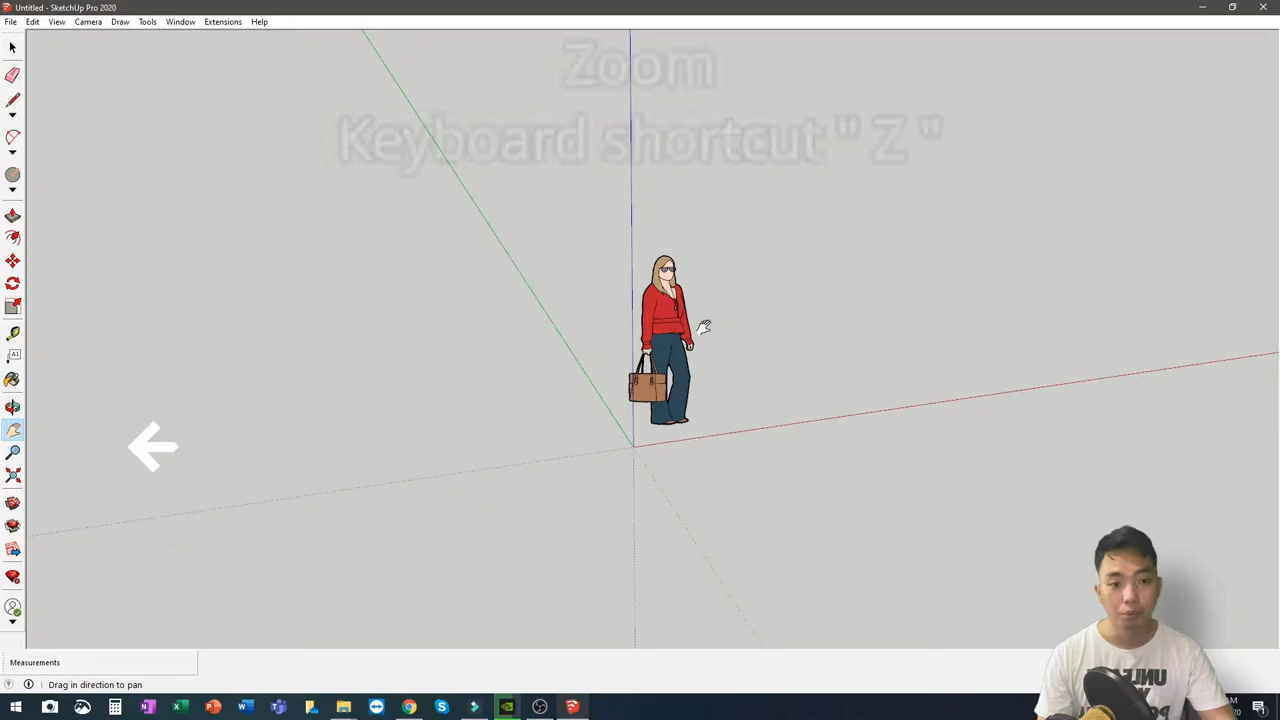 Untitled - SketchUp Pro 2020
File Edit View Camera Draw Tools Window Extensions Help
Zoom
Keyboard shortcut " Z "
A1
Measurements
Drag in direction to pan